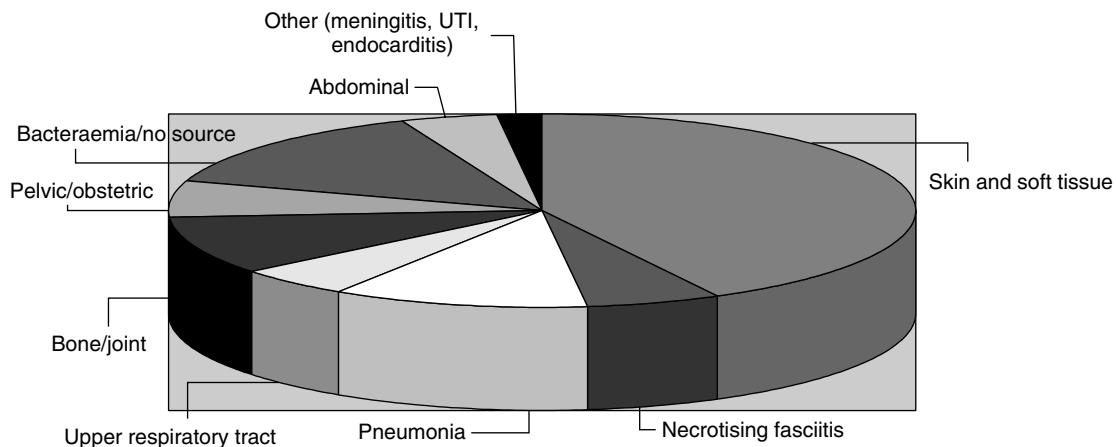 Other (meningitis, UTI,
endocarditis)
Abdominal
Bacteraemia/no source
Pelvic/obstetric
Skin and soft tissue
Bone/joint
Upper respiratory tract
Pneumonia
Necrotising fasciitis